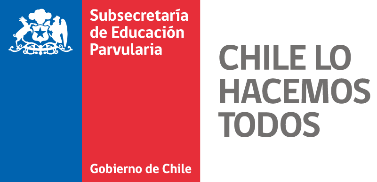 Subsecretaría
de Educación
Parvularia
Gobierno de Chile
CHILE LO
HACEMOS
TODOS